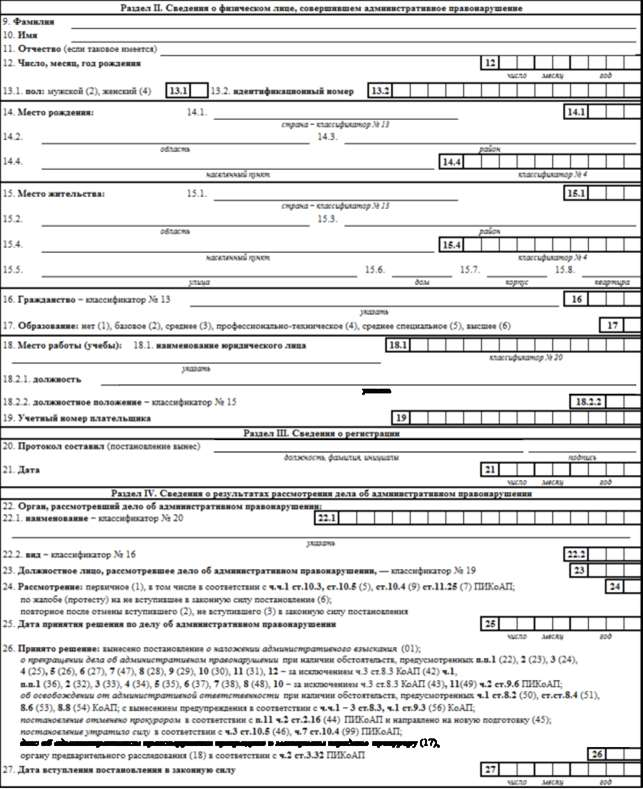 Раздел II. Сведения о физическом лице, совершившем административное правонарушение
9. Фамилия
10. Имя
11. Отчество (если таковое имеется)
12. Число, месяц, год рождения 12
число месяц год
13.1. пол: мужской (2), женский (4) 13.1 13.2. идентификационный номер 13.2
14. Место рождения: 14.1. 14.1
страна – классификатор № 13
14.2. 14.3.
область район
14.4. 14.4
населенный пункт классификатор № 4
15. Место жительства: 15.1. 15.1
страна – классификатор № 13
15.2. 15.3.
область район
15.4. 15.4
населенный пункт классификатор № 4
15.5. 15.6. 15.7. 15.8.
улица дом корпус квартира
16. Гражданство – классификатор № 13 16
указать
17. Образование: нет (1), базовое (2), среднее (3), профессионально-техническое (4), среднее специальное (5), высшее (6) 17
18. Место работы (учебы): 18.1. наименование юридического лица 18.1
классификатор № 20
указать
18.2.1. должность
18.2.2. должностное положение – классификатор № 15 18.2.2
19. Учетный номер плательщика 19
Раздел III. Сведения о регистрации
20. Протокол составил (постановление вынес)
должность, фамилия, инициалы подпись
21. Дата 21
число месяц год
Раздел IV. Сведения о результатах рассмотрения дела об административном правонарушении
22. Орган, рассмотревший дело об административном правонарушении:
22.1. наименование – классификатор № 20 22.1
указать
22.2. вид – классификатор № 16 22.2
23. Должностное лицо, рассмотревшее дело об административном правонарушении, — классификатор № 19 23
24. Рассмотрение: первичное (1), в том числе в соответствии с ч.ч.1 ст.10.3, ст.10.5 (5), ст.10.4 (9) ст.11.25 (7) ПИКоАП; 24
по жалобе (протесту) на не вступившее в законную силу постановление (6);
повторное после отмены вступившего (2), не вступившего (3) в законную силу постановления
25. Дата принятия решения по делу об административном правонарушении 25
число месяц год
26. Принято решение: вынесено постановление о наложении административного взыскания (01);
о прекращении дела об административном правонарушении при наличии обстоятельств, предусмотренных п.п.1 (22), 2 (23), 3 (24),
4 (25), 5 (26), 6 (27), 7 (47), 8 (28), 9 (29), 10 (30), 11 (31), 12 – за исключением ч.3 ст.8.3 КоАП (42) ч.1,
п.п.1 (36), 2 (32), 3 (33), 4 (34), 5 (35), 6 (37), 7 (38), 8 (48), 10 – за исключением ч.3 ст.8.3 КоАП (43), 11(49) ч.2 ст.9.6 ПИКоАП;
об освобождении от административной ответственности при наличии обстоятельств, предусмотренных ч.1 ст.8.2 (50), ст.ст.8.4 (51),
8.6 (53), 8.8 (54) КоАП; с вынесением предупреждения в соответствии с ч.ч.1 – 3 ст.8.3, ч.1 ст.9.3 (56) КоАП;
постановление отменено прокурором в соответствии с п.11 ч.2 ст.2.16 (44) ПИКоАП и направлено на новую подготовку (45);
постановление утратило силу в соответствии с ч.3 ст.10.5 (46), ч.7 ст.10.4 (99) ПИКоАП;
прокурору (17),
органу предварительного расследования (18) в соответствии с ч.2 ст.3.32 ПИКоАП 26
27. Дата вступления постановления в законную силу 27
число месяц год